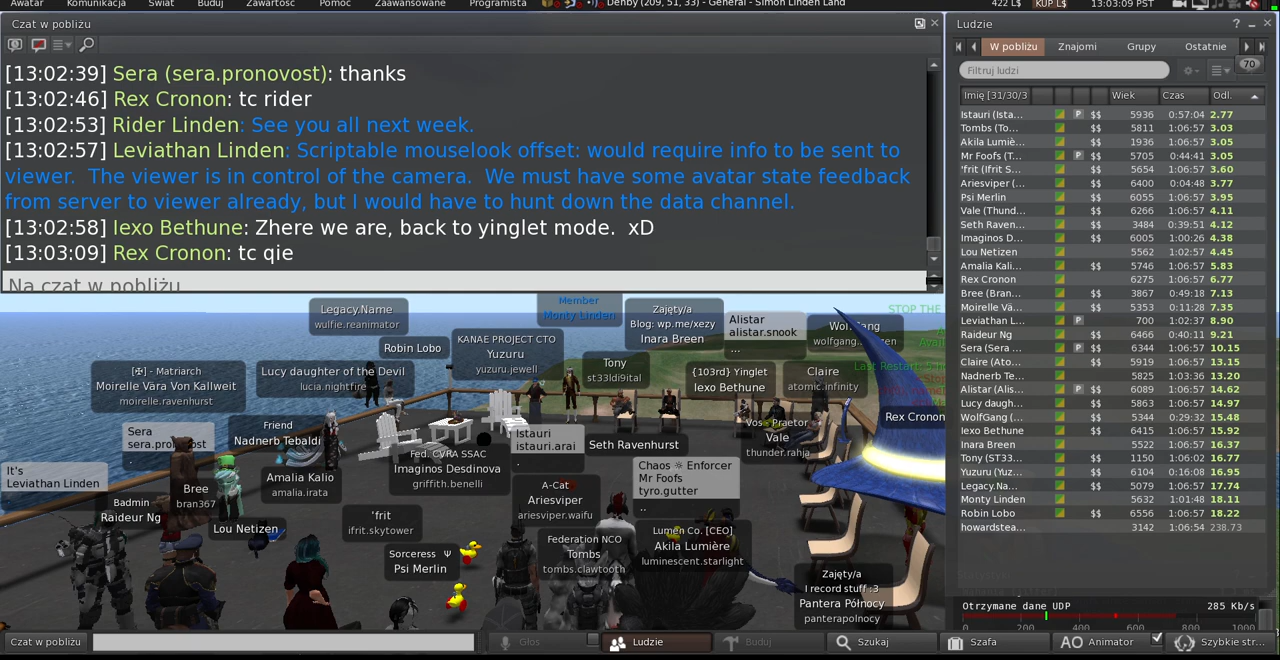 Awatar Komunikacja Świat Buduj Zawartość Pomoc Zaawansowane Programista Denby (209, 51, 33) - General - Simon Linden Land 422 L$ KUP L$ 13:03:09 PST
Czat w pobliżu
[13:02:39] Sera (sera.pronovost): thanks
[13:02:46] Rex Cronon: tc rider
[13:02:53] Rider Linden: See you all next week.
[13:02:57] Leviathan Linden: Scriptable mouselook offset: would require info to be sent to
viewer. The viewer is in control of the camera. We must have some avatar state feedback
from server to viewer already, but I would have to hunt down the data channel.
[13:02:58] Iexo Bethune: Zhere we are, back to yinglet mode. xD
[13:03:09] Rex Cronon: tc qie
Na czat w pobliżu
Ludzie
W pobliżu Znajomi Grupy Ostatnie
Filtruj ludzi
70
Imię [31/30/3 Wiek Czas Odl.
Istauri (Ista... P $$ 5936 0:57:04 2.77
Tombs (To... $$ 5811 1:06:57 3.03
Akila Lumiè... $$ 1936 1:06:57 3.05
Mr Foofs (T... P $$ 5705 0:44:41 3.05
'frit (Ifrit S... $$ 5654 1:06:57 3.60
Ariesviper (... $$ 6400 0:04:48 3.77
Psi Merlin $$ 6055 1:06:57 3.95
Vale (Thund... $$ 6266 1:06:57 4.11
Seth Raven... $$ 3484 0:39:51 4.12
Imaginos D... $$ 6005 1:00:26 4.38
Lou Netizen 5562 1:02:57 4.45
Amalia Kali... $$ 5746 1:06:57 5.83
Rex Cronon 6275 1:06:57 6.77
Bree (Bran... $$ 3867 0:49:18 7.13
Moirelle Vä... $$ 5353 0:11:28 7.35
Leviathan L... P 700 1:02:37 8.90
Raideur Ng $$ 6466 0:40:11 9.21
Sera (Sera ... P $$ 6344 1:06:57 10.15
Claire (Ato... $$ 5919 1:06:57 13.15
Nadnerb Te... 5825 1:03:36 13.20
Alistar (Alis... P $$ 6089 1:06:57 14.62
Lucy daugh... $$ 5863 1:06:57 14.97
WolfGang (... $$ 5344 0:29:32 15.48
Iexo Bethune $$ 6415 1:06:57 15.92
Inara Breen 5522 1:06:57 16.37
Tony (ST33... $$ 1150 1:06:02 16.77
Yuzuru (Yuz... $$ 6104 0:16:08 16.95
Legacy.Na... $$ 5079 1:06:57 17.74
Monty Linden 5632 1:01:48 18.11
Robin Lobo 6556 1:06:57 18.22
howardstea... 3142 1:06:54 238.73
Legacy.Name
wulfie.reanimator
Member
Monty Linden
Zajęty/a
Blog: wp.me/xezy
Inara Breen
Alistar
alistar.snook
...
STOP THE
Last Restart:
Robin Lobo
KANAE PROJECT CTO
Yuzuru
yuzuru.jewell
Tony
st33ldi9ital
{103rd} Yinglet
Iexo Bethune
Claire
atomic.infinity
- Matriarch
Moirelle Vära Von Kallweit
moirelle.ravenhurst
Lucy daughter of the Devil
lucia.nightfire
Rex Cronon
Sera
Friend
Nadnerb Tebaldi
Istauri
istauri.arai
.
Seth Ravenhurst
Vale
thunder.rahja
It's
Leviathan Linden
Fed. CVRA SSAC
Imaginos Desdinova
griffith.benelli
Chaos ☼ Enforcer
Mr Foofs
tyro.gutter
..
Bree
bran367
Amalia Kalio
amalia.irata
A-Cat
Ariesviper
ariesviper.waifu
Badmin
Raideur Ng
Lou Netizen
'frit
ifrit.skytower
Lumen Co. [CEO]
Akila Lumière
luminescent.starlight
Federation NCO
Tombs
tombs.clawtooth
Sorceress Ψ
Psi Merlin
Zajęty/a
I record stuff :3
Pantera Północy
panterapolnocy
Otrzymane dane UDP 285 Kb/s
0 200 400 600 800 1000
Czat w pobliżu Głos Ludzie Buduj Szukaj Szafa AO Animator Szybkie str...